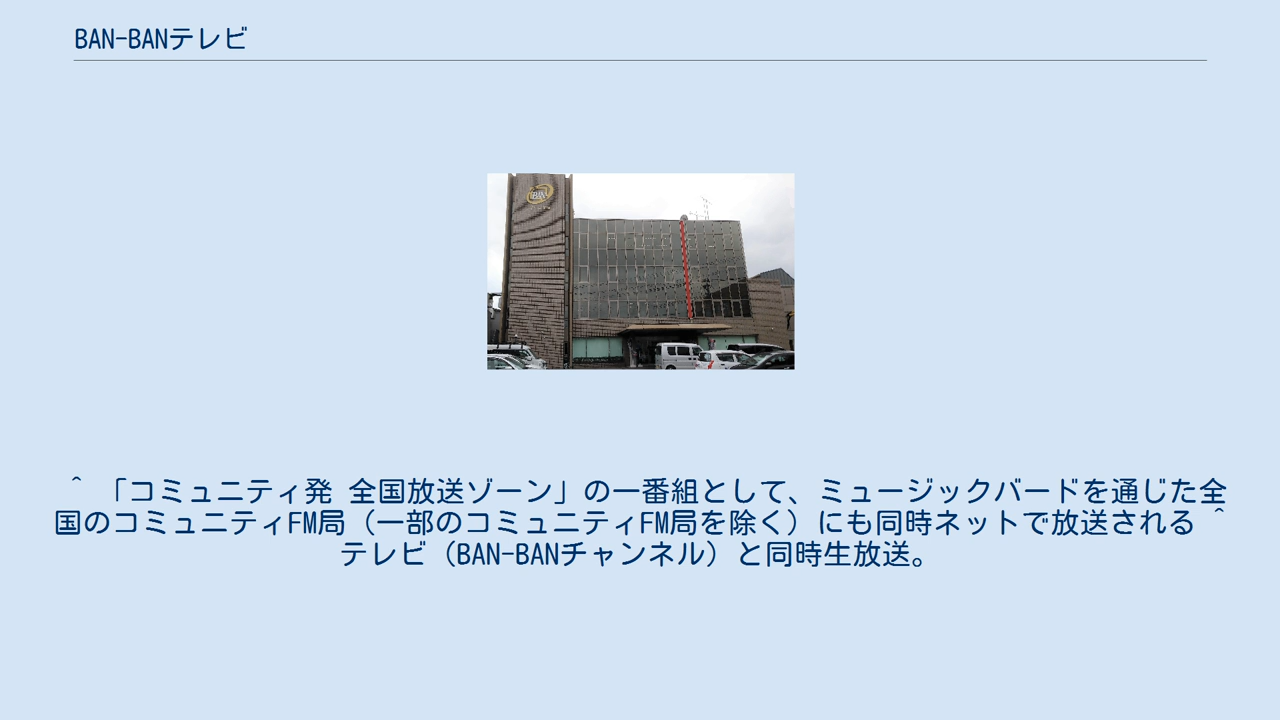 BAN-BANテレビ
^ 「コミュニティ発 全国放送ゾーン」の一番組として、ミュージックバードを通じた全
国のコミュニティFM局（一部のコミュニティFM局を除く）にも同時ネットで放送される ^
テレビ（BAN-BANチャンネル）と同時生放送。